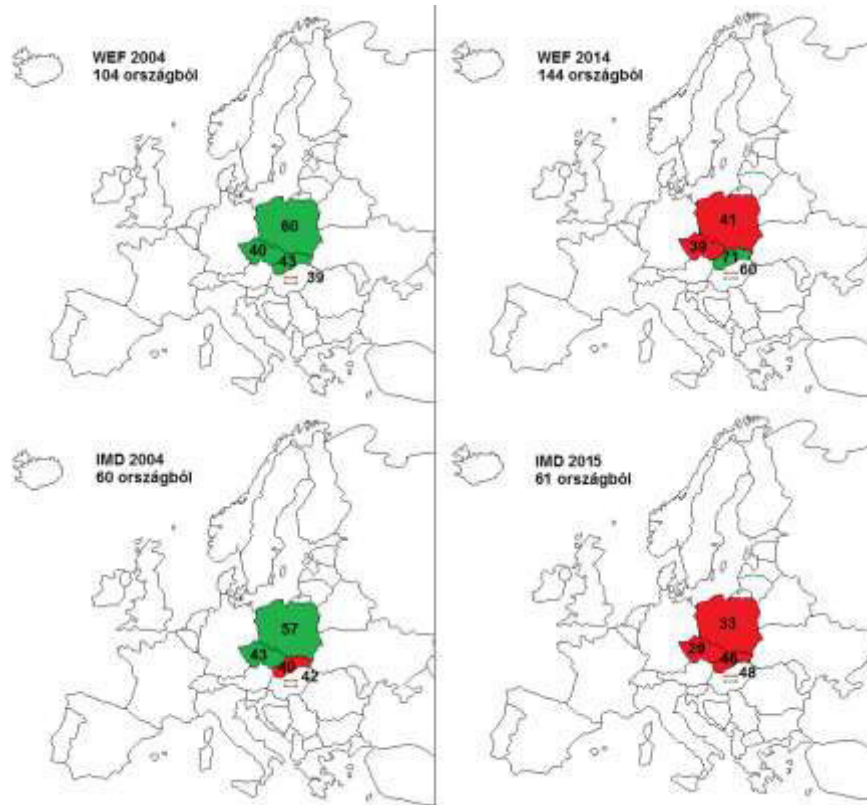 WEF 2004
104 országból
60
40
43
39
WEF 2014
144 országból
41
39
71
60
IMD 2004
60 országból
57
43
40
42
IMD 2015
61 országból
33
29
46
48